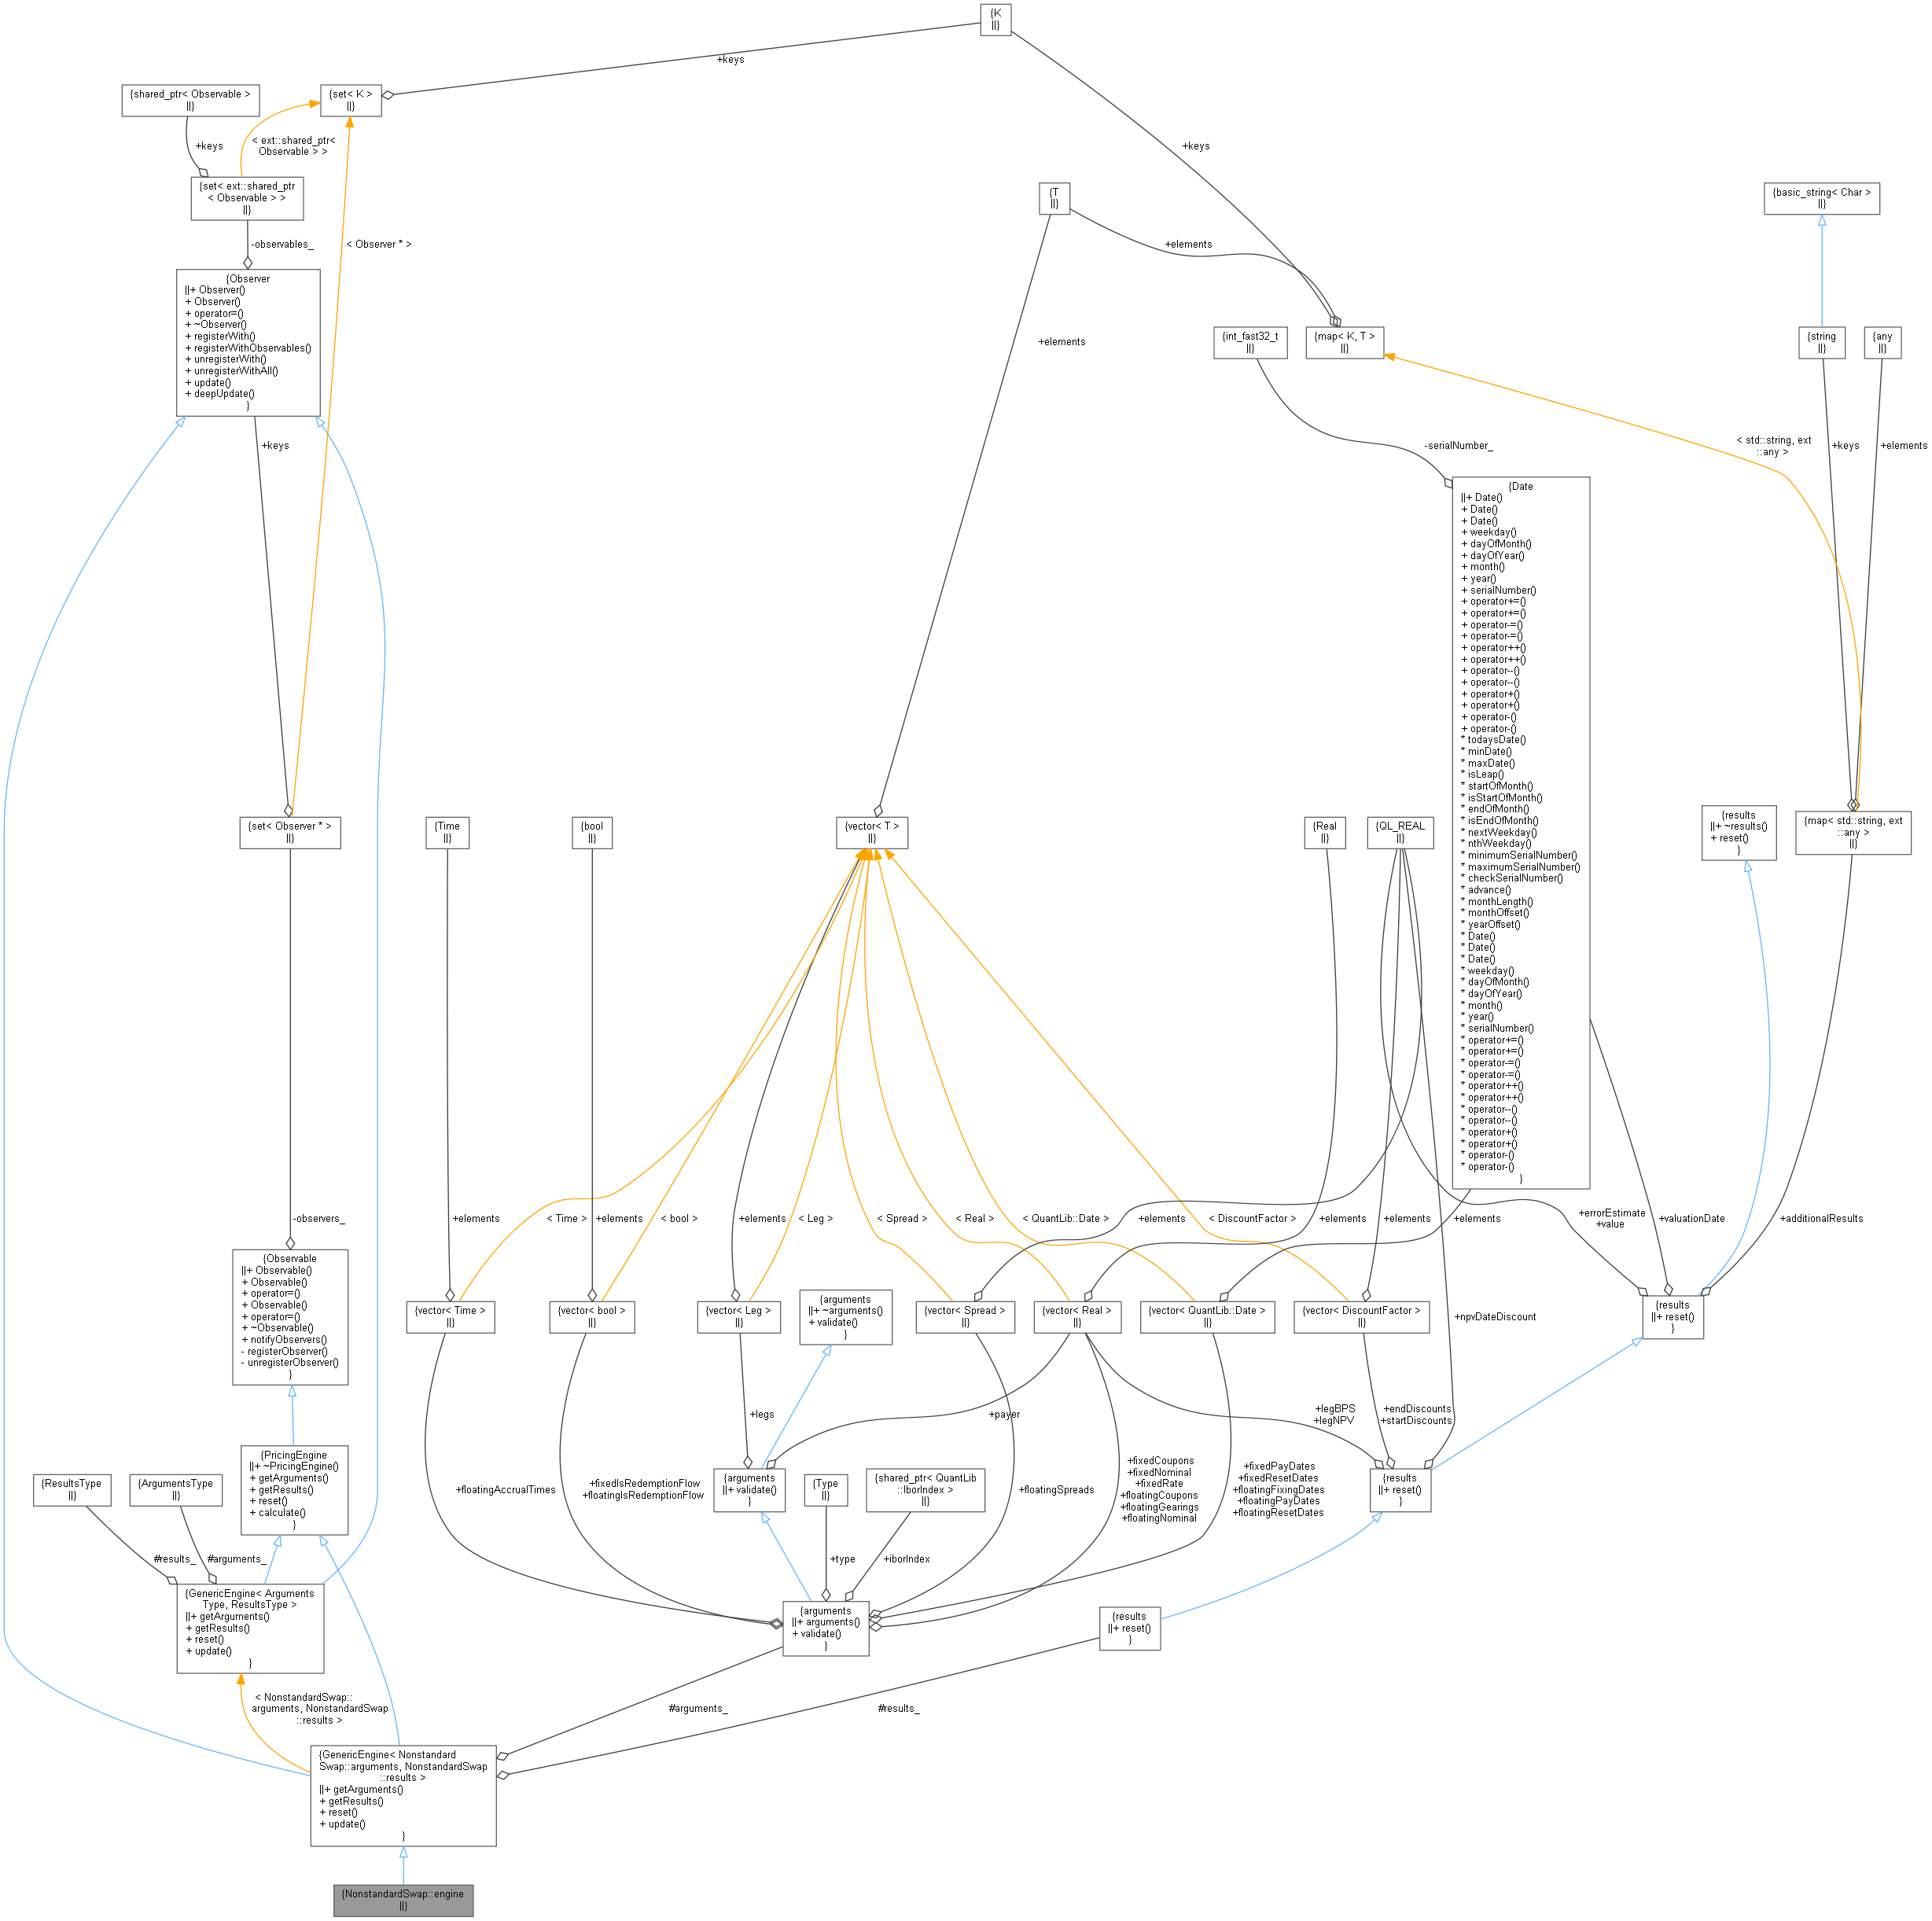 {K
||}
+keys
{shared_ptr< Observable >
||}
{set< K >
||}
+keys
< ext::shared_ptr<
Observable > >
+keys
{set< ext::shared_ptr
< Observable > >
||}
{T
||}
{basic_string< Char >
||}
-observables_
< Observer * >
+elements
{Observer
||+ Observer()
+ Observer()
+ operator=()
+ ~Observer()
+ registerWith()
+ registerWithObservables()
+ unregisterWith()
+ unregisterWithAll()
+ update()
+ deepUpdate()
}
+elements
{int_fast32_t
||}
{map< K, T >
||}
{string
||}
{any
||}
+keys
-serialNumber_
< std::string, ext
::any >
+keys
+elements
{Date
||+ Date()
+ Date()
+ Date()
+ weekday()
+ dayOfMonth()
+ dayOfYear()
+ month()
+ year()
+ serialNumber()
+ operator+=()
+ operator+=()
+ operator-=()
+ operator-=()
+ operator++()
+ operator++()
+ operator--()
+ operator--()
+ operator+()
+ operator+()
+ operator-()
+ operator-()
* todaysDate()
* minDate()
* maxDate()
* isLeap()
* startOfMonth()
* isStartOfMonth()
* endOfMonth()
* isEndOfMonth()
* nextWeekday()
* nthWeekday()
* minimumSerialNumber()
* maximumSerialNumber()
* checkSerialNumber()
* advance()
* monthLength()
* monthOffset()
* yearOffset()
* Date()
* Date()
* Date()
* weekday()
* dayOfMonth()
* dayOfYear()
* month()
* year()
* serialNumber()
* operator+=()
* operator+=()
* operator-=()
* operator-=()
* operator++()
* operator++()
* operator--()
* operator--()
* operator+()
* operator+()
* operator-()
* operator-()
}
{set< Observer * >
||}
{Time
||}
{bool
||}
{vector< T >
||}
{Real
||}
{QL_REAL
||}
{results
||+ ~results()
+ reset()
}
{map< std::string, ext
::any >
||}
-observers_
+elements
< Time >
+elements
< bool >
+elements
< Leg >
< Spread >
< Real >
+elements
< QuantLib::Date >
< DiscountFactor >
+elements
+elements
+elements
+errorEstimate
+value
+valuationDate
+additionalResults
{Observable
||+ Observable()
+ Observable()
+ operator=()
+ Observable()
+ operator=()
+ ~Observable()
+ notifyObservers()
- registerObserver()
- unregisterObserver()
}
{vector< Time >
||}
{vector< bool >
||}
{vector< Leg >
||}
{arguments
||+ ~arguments()
+ validate()
}
{vector< Spread >
||}
{vector< Real >
||}
{vector< QuantLib::Date >
||}
{vector< DiscountFactor >
||}
+npvDateDiscount
{results
||+ reset()
}
+legs
+payer
+legBPS
+legNPV
+endDiscounts
+startDiscounts
{ResultsType
||}
{ArgumentsType
||}
{PricingEngine
||+ ~PricingEngine()
+ getArguments()
+ getResults()
+ reset()
+ calculate()
}
+floatingAccrualTimes
+fixedIsRedemptionFlow
+floatingIsRedemptionFlow
{arguments
||+ validate()
}
{Type
||}
{shared_ptr< QuantLib
::IborIndex >
||}
+floatingSpreads
+fixedCoupons
+fixedNominal
+fixedRate
+floatingCoupons
+floatingGearings
+floatingNominal
+fixedPayDates
+fixedResetDates
+floatingFixingDates
+floatingPayDates
+floatingResetDates
{results
||+ reset()
}
#results_
#arguments_
+type
+iborIndex
{GenericEngine< Arguments
Type, ResultsType >
||+ getArguments()
+ getResults()
+ reset()
+ update()
}
{arguments
||+ arguments()
+ validate()
}
{results
||+ reset()
}
< NonstandardSwap::
arguments, NonstandardSwap
::results >
#arguments_
#results_
{GenericEngine< Nonstandard
Swap::arguments, NonstandardSwap
::results >
||+ getArguments()
+ getResults()
+ reset()
+ update()
}
{NonstandardSwap::engine
||}